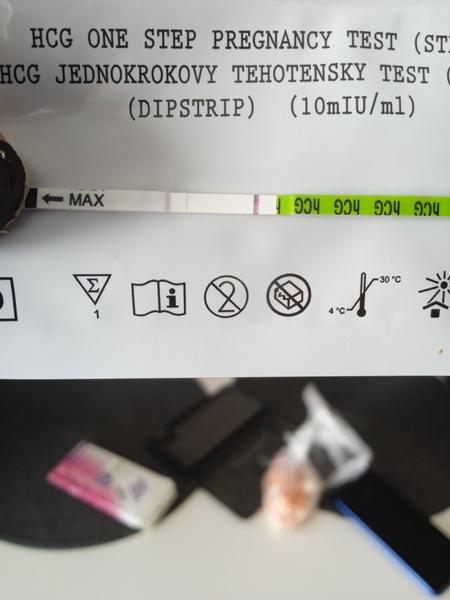 HCG ONE STEP PREGNANCY TEST (ST
HCG JEDNOKROKOVY TEHOTENSKY TEST (
(DIPSTRIP) (10mIU/ml)
MAX
HCG HCG HCG HCG
Σ
1
i
2
30 °C
4 °C